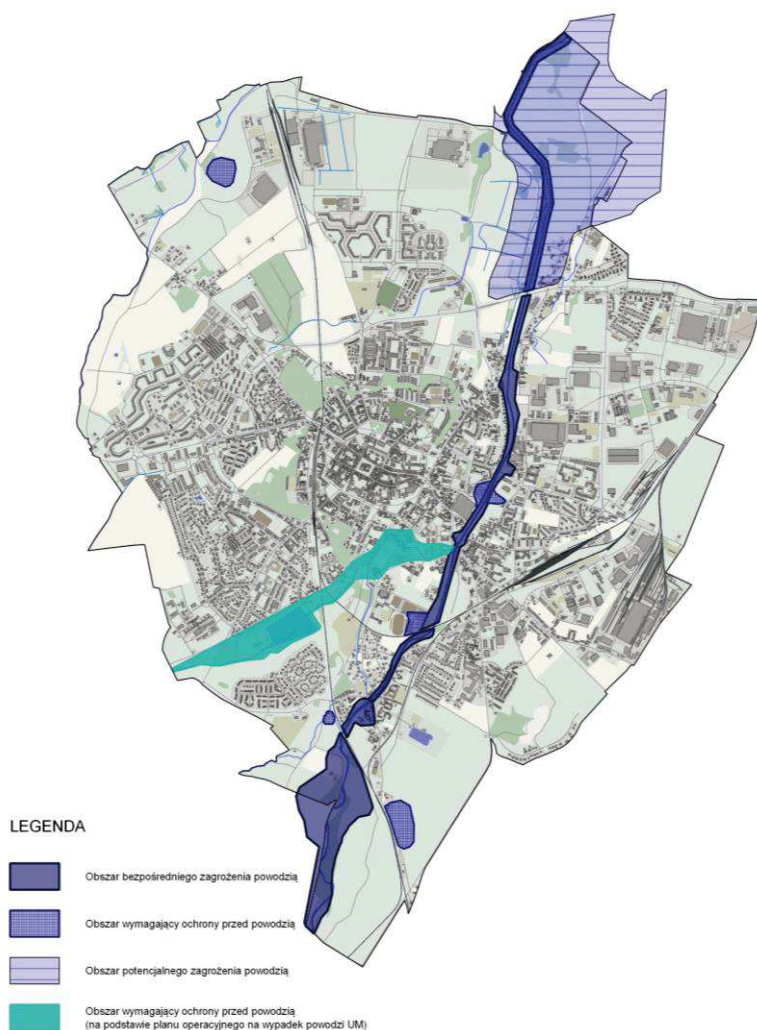 LEGENDA
Obszar bezpośredniego zagrożenia powodzią
Obszar wymagający ochrony przed powodzią
Obszar potencjalnego zagrożenia powodzią
Obszar wymagający ochrony przed powodzią
(na podstawie planu operacyjnego na wypadek powodzi UM)